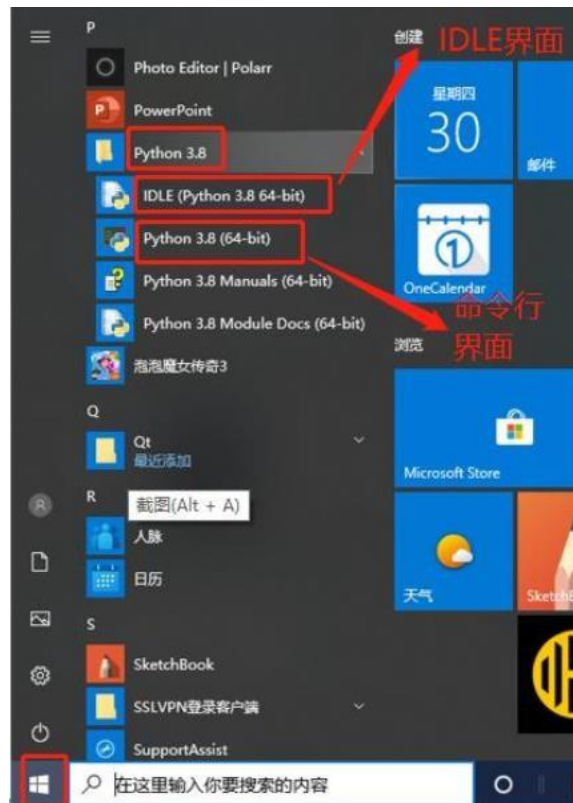 P
Photo Editor | Polarr
PowerPoint
Python 3.8
IDLE (Python 3.8 64-bit)
Python 3.8 (64-bit)
Python 3.8 Manuals (64-bit)
Python 3.8 Module Docs (64-bit)
泡泡魔女传奇3
Q
Qt
最近添加
R
截图(Alt + A)
人脉
日历
S
SketchBook
SSLVPN登录客户端
SupportAssist
在这里输入你要搜索的内容
创建
IDLE界面
星期四
30
邮件
1
OneCalendar
命令行
界面
浏览
Microsoft Store
天气